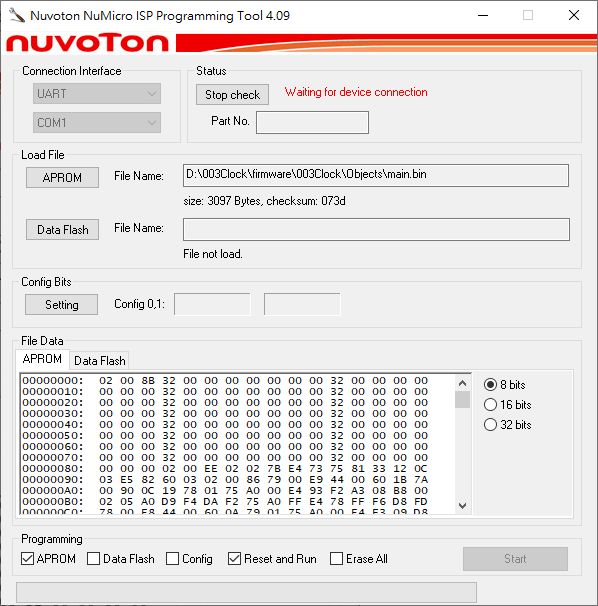 Nuvoton NuMicro ISP Programming Tool 4.09
nuvoTon
Connection Interface
UART
COM1
Status
Stop check
Waiting for device connection
Part No.
Load File
APROM
File Name:
D:\003Clock\firmware\003Clock\Objects\main.bin
size: 3097 Bytes, checksum: 073d
Data Flash
File Name:
File not load.
Config Bits
Setting
Config 0,1:
File Data
APROM
Data Flash
00000000: 02 00 8B 32 00 00 00 00 00 00 00 32 00 00 00 00
00000010: 00 00 00 32 00 00 00 00 00 00 00 32 00 00 00 00
00000020: 00 00 00 32 00 00 00 00 00 00 00 32 00 00 00 00
00000030: 00 00 00 32 00 00 00 00 00 00 00 32 00 00 00 00
00000040: 00 00 00 32 00 00 00 00 00 00 00 32 00 00 00 00
00000050: 00 00 00 32 00 00 00 00 00 00 00 32 00 00 00 00
00000060: 00 00 00 32 00 00 00 00 00 00 00 32 00 00 00 00
00000070: 00 00 00 32 00 00 00 00 00 00 00 32 00 00 00 00
00000080: 00 00 00 02 00 EE 02 02 7B E4 73 75 81 33 12 0C
00000090: 03 E5 82 60 03 02 00 86 79 00 E9 44 00 60 1B 7A
000000A0: 00 90 0C 19 78 01 75 A0 00 E4 93 F2 A3 08 B8 00
000000B0: 02 05 A0 D9 F4 DA F2 75 A0 FF E4 78 FF F6 D8 FD
000000C0: 78 00 E8 44 00 60 0A 79 01 75 A0 00 E4 F3 09 D8
8 bits
16 bits
32 bits
Programming
APROM
Data Flash
Config
Reset and Run
Erase All
Start